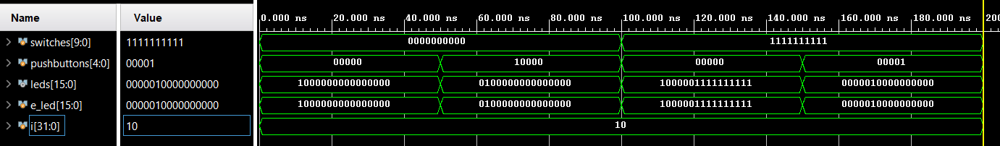 Name Value 0.000 ns 20.000 ns 40.000 ns 60.000 ns 80.000 ns 100.000 ns 120.000 ns 140.000 ns 160.000 ns 180.000 ns 200
switches[9:0] 1111111111 0000000000 1111111111
pushbuttons[4:0] 00001 00000 10000 00000 00001
leds[15:0] 0000010000000000 1000000000000000 0100000000000000 1000001111111111 0000010000000000
e_led[15:0] 0000010000000000 1000000000000000 0100000000000000 1000001111111111 0000010000000000
i[31:0] 10 10